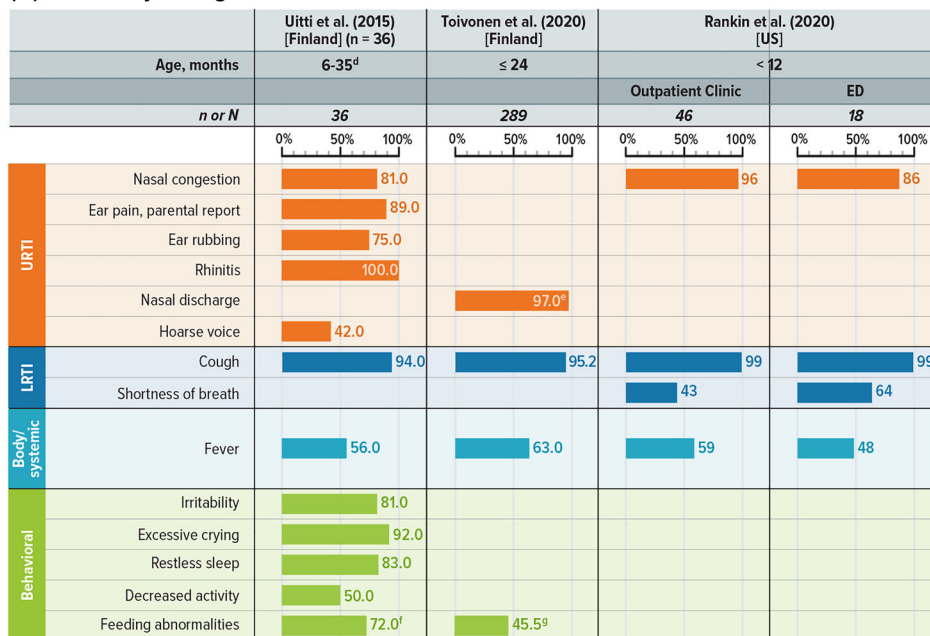 Uitti et al. (2015) Toivonen et al. (2020) Rankin et al. (2020)
[Finland] (n = 36) [Finland] [US]
Age, months 6-35d ≤ 24 < 12
Outpatient Clinic ED
n or N 36 289 46 18
0% 50% 100% 0% 50% 100% 0% 50% 100% 0% 50% 100%
URTI
Nasal congestion 81.0 96 86
Ear pain, parental report 89.0
Ear rubbing 75.0
Rhinitis 100.0
Nasal discharge 97.0e
Hoarse voice 42.0
LRTI
Cough 94.0 95.2 99 99
Shortness of breath 43 64
Body/
systemic
Fever 56.0 63.0 59 48
Behavioral
Irritability 81.0
Excessive crying 92.0
Restless sleep 83.0
Decreased activity 50.0
Feeding abnormalities 72.0f 45.5g